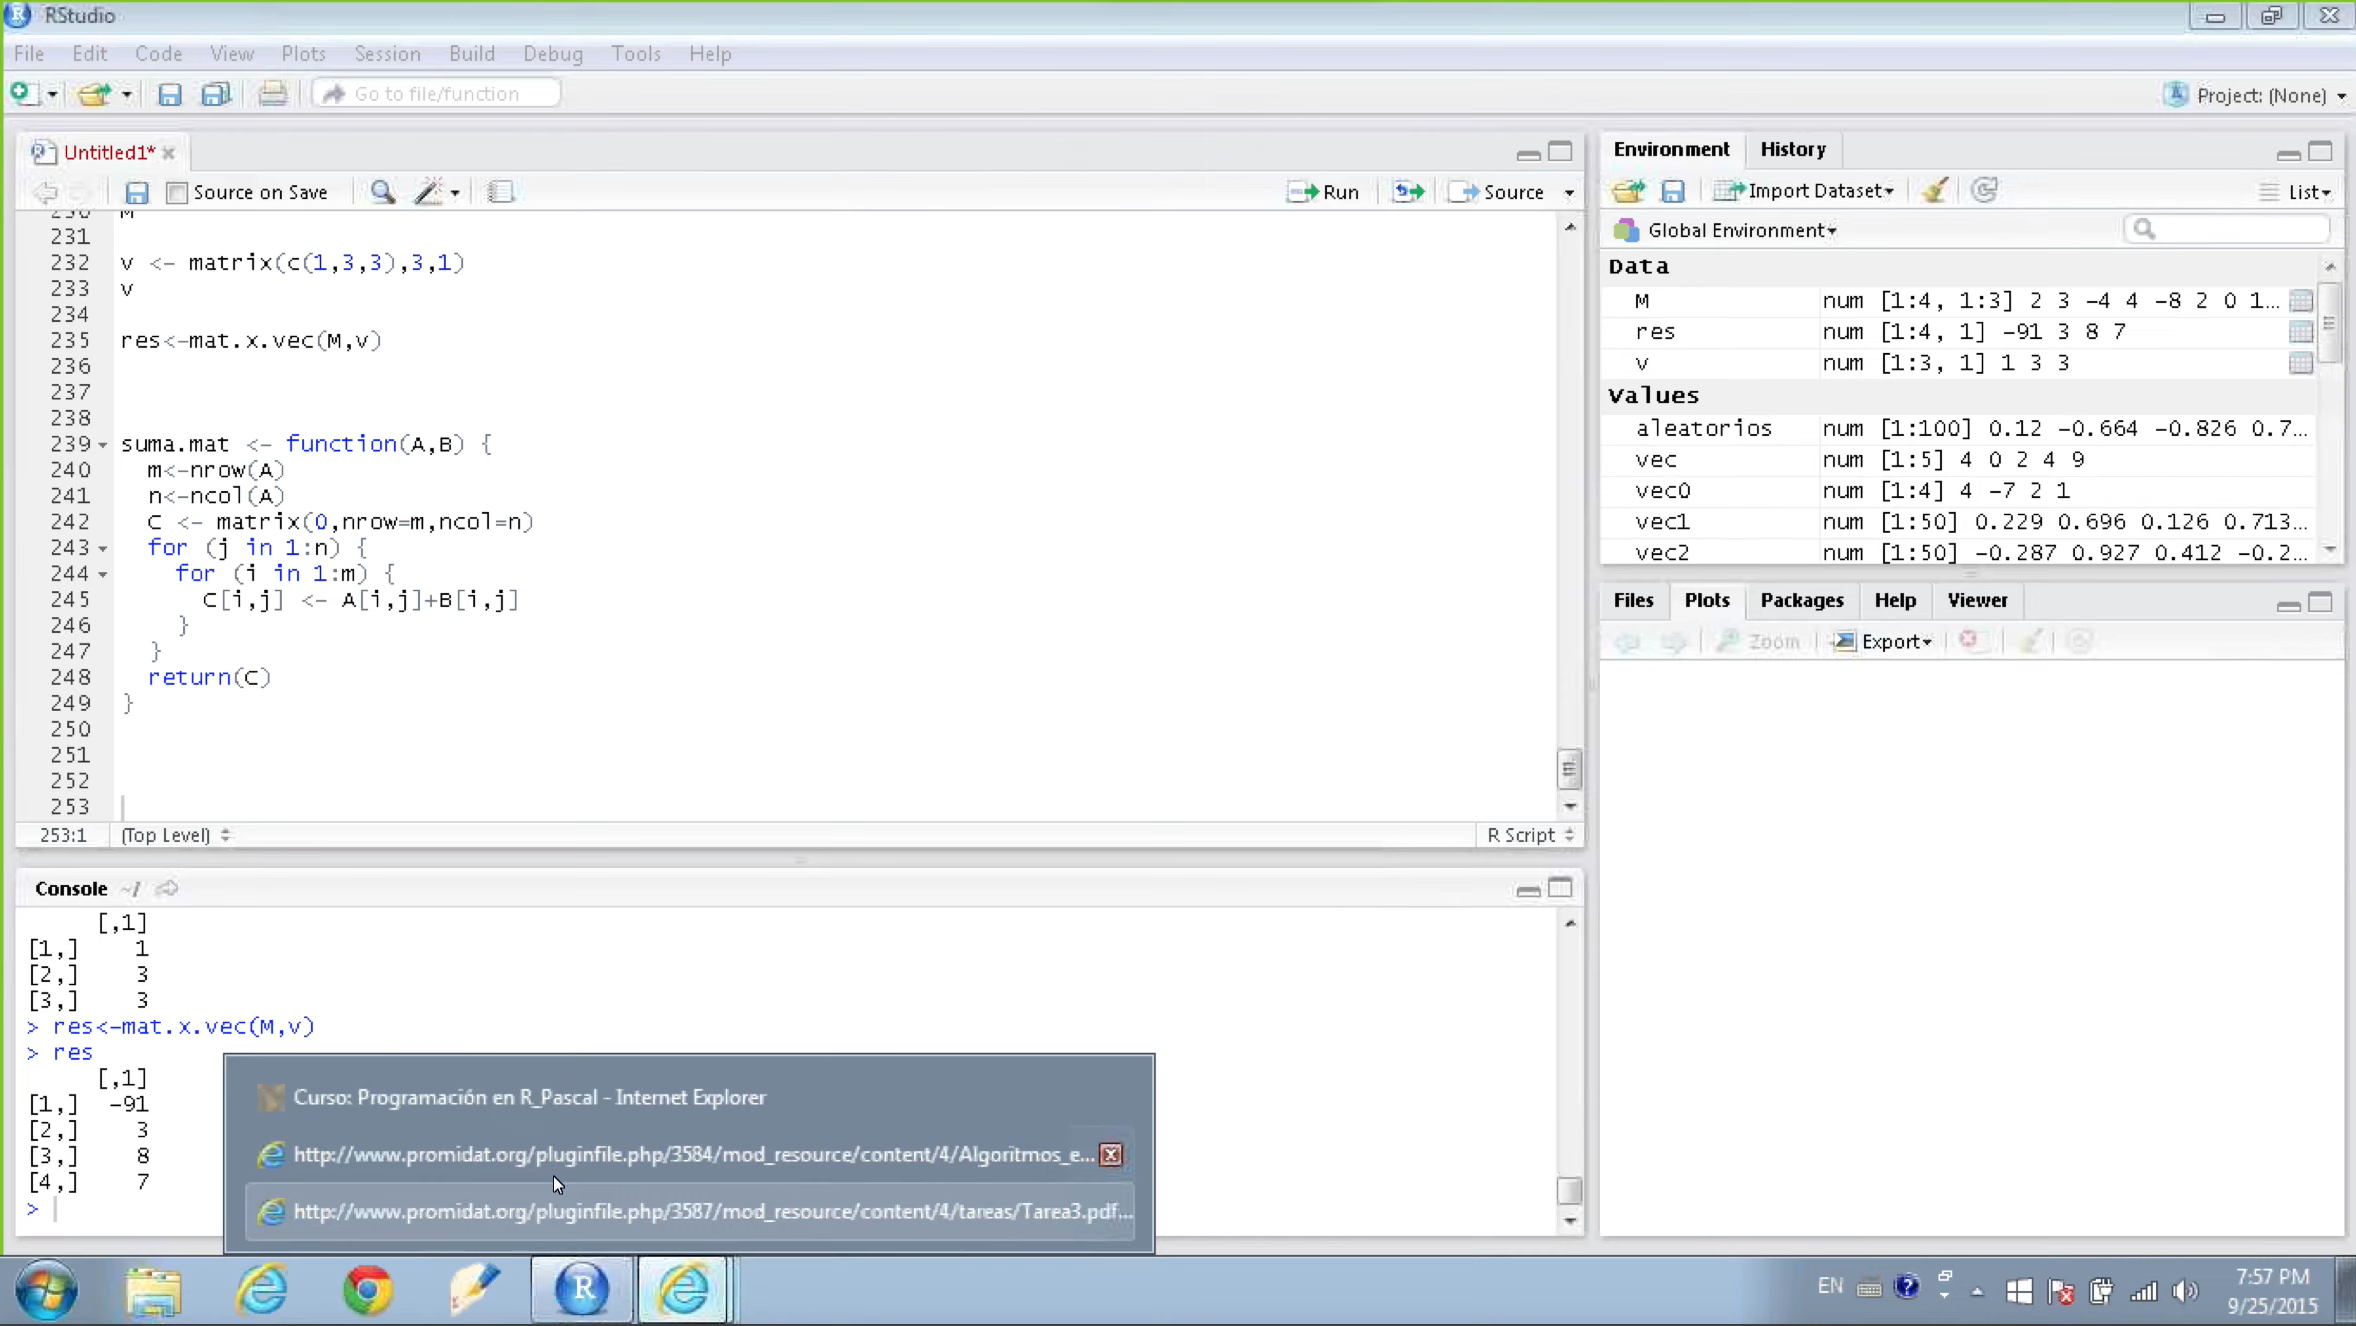 RStudio
File Edit Code View Plots Session Build Debug Tools Help
Go to file/function
Project: (None)
Untitled1*
Source on Save
Run
Source
230 M
231
232 v <- matrix(c(1,3,3),3,1)
233 v
234
235 res<-mat.x.vec(M,v)
236
237
238
239 suma.mat <- function(A,B) {
240 m<-nrow(A)
241 n<-ncol(A)
242 C <- matrix(0,nrow=m,ncol=n)
243 for (j in 1:n) {
244 for (i in 1:m) {
245 C[i,j] <- A[i,j]+B[i,j]
246 }
247 }
248 return(C)
249 }
250
251
252
253
253:1 (Top Level) R Script
Console ~/
[,1]
[1,] 1
[2,] 3
[3,] 3
> res<-mat.x.vec(M,v)
> res
[,1]
[1,] -91
[2,] 3
[3,] 8
[4,] 7
>
Curso: Programación en R_Pascal - Internet Explorer
http://www.promidat.org/pluginfile.php/3584/mod_resource/content/4/Algoritmos_e...
http://www.promidat.org/pluginfile.php/3587/mod_resource/content/4/tareas/Tarea3.pdf...
Environment History
Import Dataset
List
Global Environment
Data
M num [1:4, 1:3] 2 3 -4 4 -8 2 0 1...
res num [1:4, 1] -91 3 8 7
v num [1:3, 1] 1 3 3
Values
aleatorios num [1:100] 0.12 -0.664 -0.826 0.7...
vec num [1:5] 4 0 2 4 9
vec0 num [1:4] 4 -7 2 1
vec1 num [1:50] 0.229 0.696 0.126 0.713...
vec2 num [1:50] -0.287 0.927 0.412 -0.2...
Files Plots Packages Help Viewer
Zoom Export
EN
7:57 PM
9/25/2015